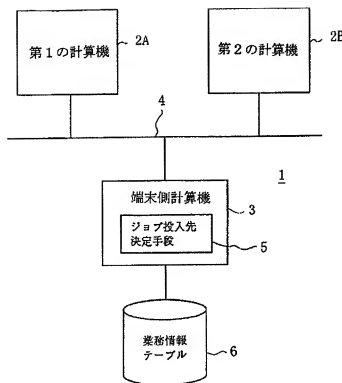 第1の計算機
2A
第2の計算機
2B
4
1
端末側計算機
3
ジョブ投入先
決定手段
5
業務情報
テーブル
6